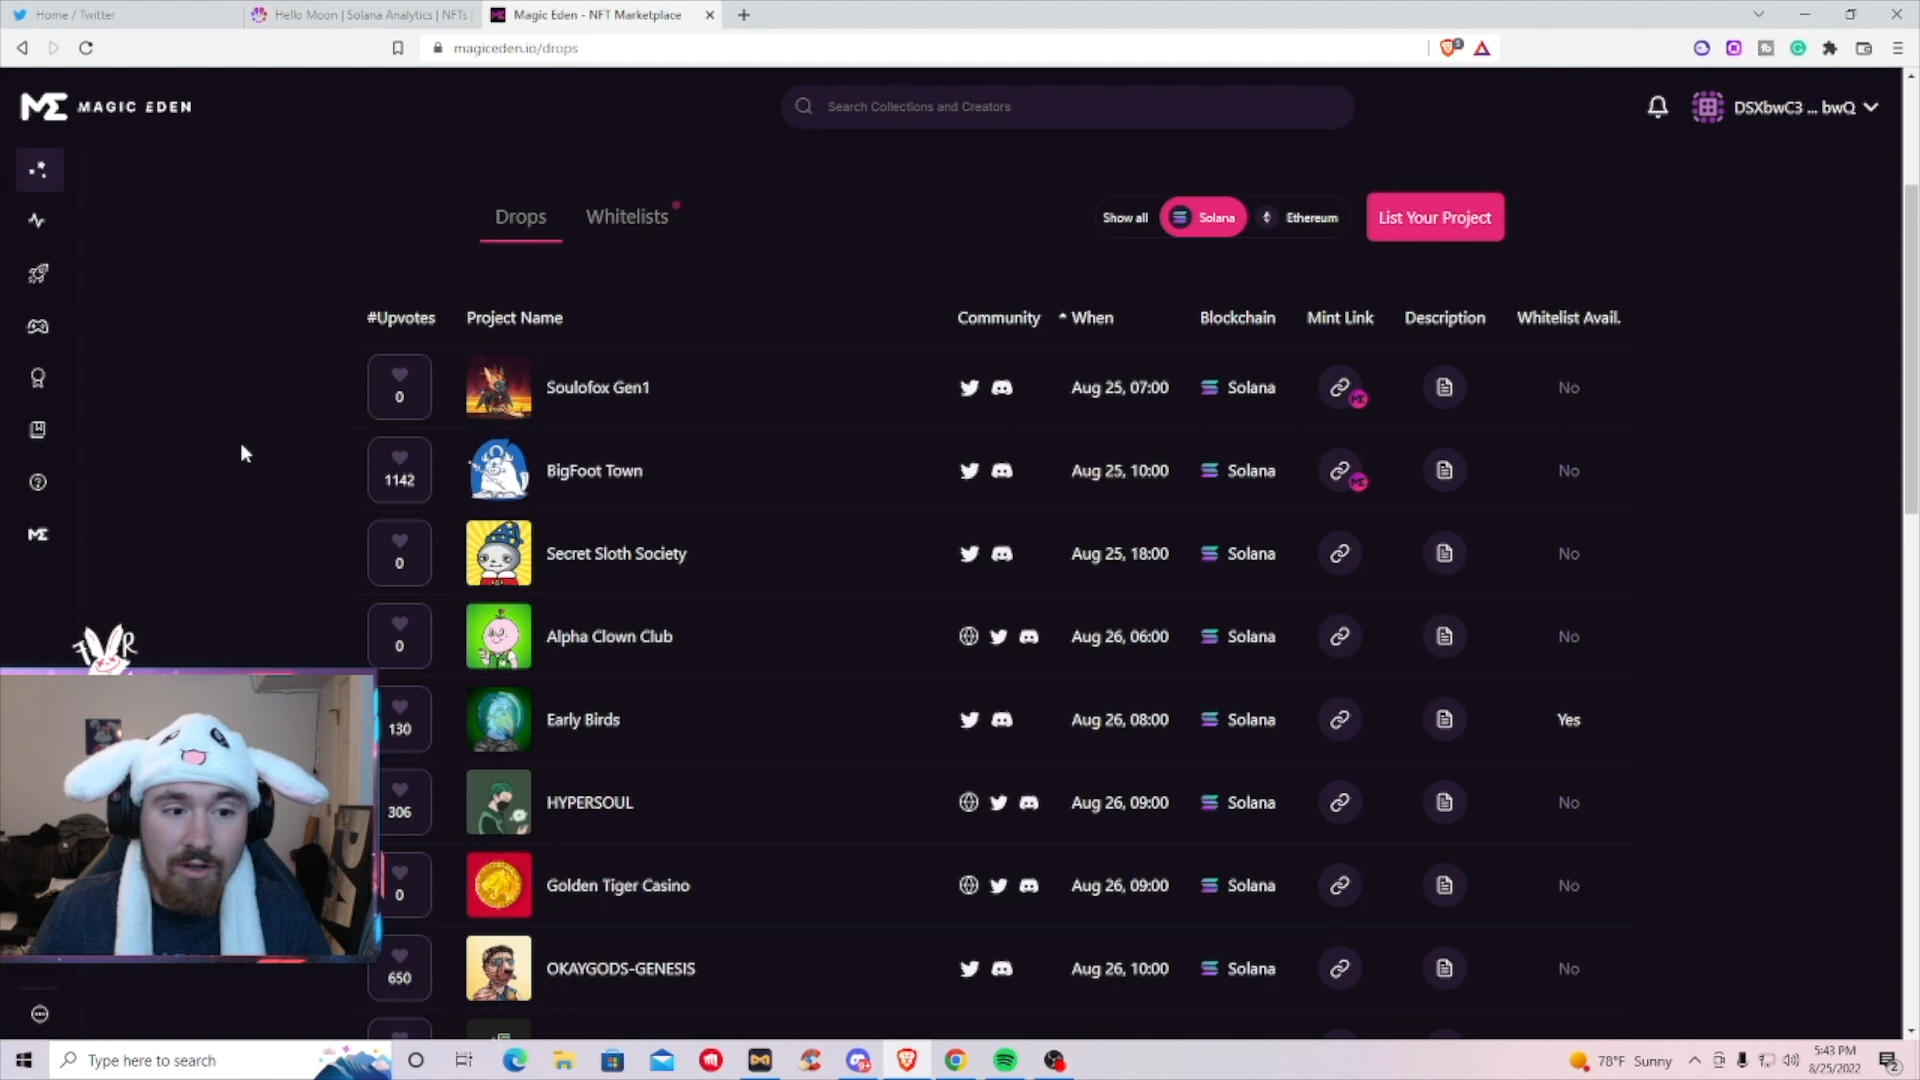 Home / Twitter
Hello Moon | Solana Analytics | NFTs
Magic Eden - NFT Marketplace
magiceden.io/drops
MAGIC EDEN
Search Collections and Creators
DSXbwC3 ... bwQ
Drops
Whitelists
Show all
Solana
Ethereum
List Your Project
#Upvotes Project Name Community When Blockchain Mint Link Description Whitelist Avail.
0 Soulofox Gen1 Aug 25, 07:00 Solana No
1142 BigFoot Town Aug 25, 10:00 Solana No
0 Secret Sloth Society Aug 25, 18:00 Solana No
0 Alpha Clown Club Aug 26, 06:00 Solana No
130 Early Birds Aug 26, 08:00 Solana Yes
306 HYPERSOUL Aug 26, 09:00 Solana No
0 Golden Tiger Casino Aug 26, 09:00 Solana No
650 OKAYGODS-GENESIS Aug 26, 10:00 Solana No
Type here to search
78°F Sunny
5:43 PM
8/25/2022